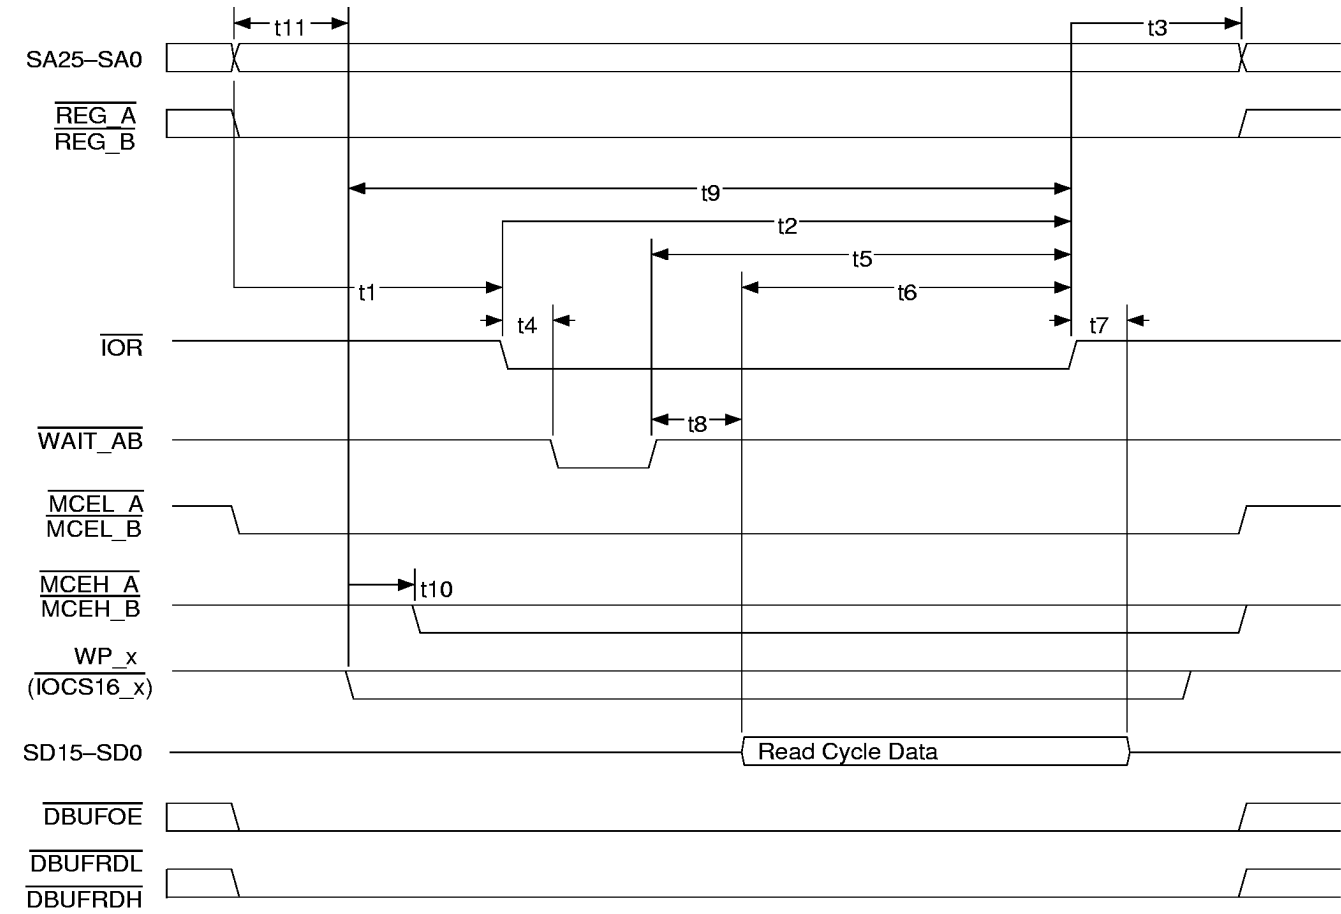 t11
t3
SA25–SA0
REG_A
REG_B
t9
t2
t5
t1
t6
t4
t7
IOR
t8
WAIT_AB
MCEL_A
MCEL_B
MCEH_A
t10
MCEH_B
WP_x
(IOCS16_x)
SD15–SD0
Read Cycle Data
DBUFOE
DBUFRDL
DBUFRDH